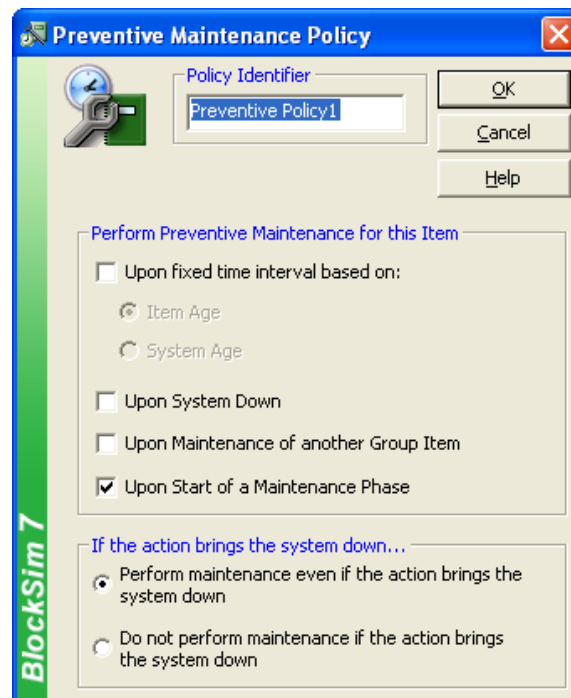 Preventive Maintenance Policy
Policy Identifier
Preventive Policy1
OK
Cancel
Help
Perform Preventive Maintenance for this Item
Upon fixed time interval based on:
Item Age
System Age
Upon System Down
Upon Maintenance of another Group Item
Upon Start of a Maintenance Phase
If the action brings the system down...
Perform maintenance even if the action brings the
system down
Do not perform maintenance if the action brings
the system down
BlockSim 7